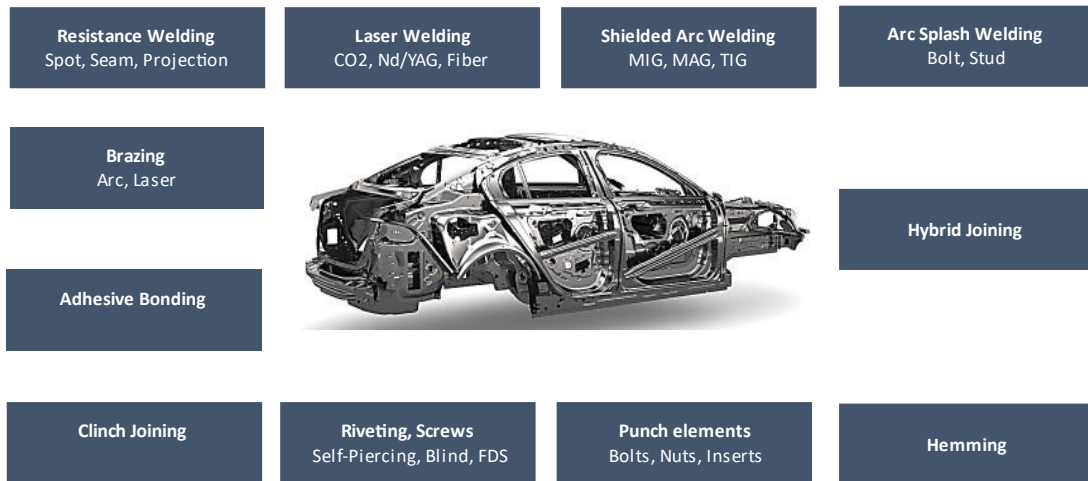 Resistance Welding
Spot, Seam, Projection
Laser Welding
CO2, Nd/YAG, Fiber
Shielded Arc Welding
MIG, MAG, TIG
Arc Splash Welding
Bolt, Stud
Brazing
Arc, Laser
Hybrid Joining
Adhesive Bonding
Clinch Joining
Riveting, Screws
Self-Piercing, Blind, FDS
Punch elements
Bolts, Nuts, Inserts
Hemming